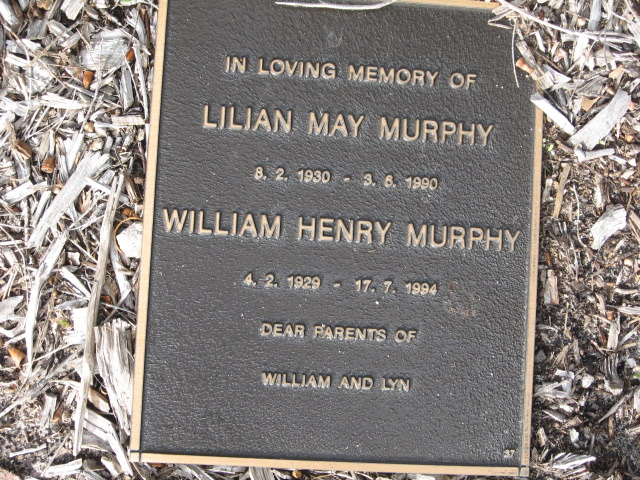 IN LOVING MEMORY OF
LILIAN MAY MURPHY
8. 2. 1930 - 3. 6. 1990
WILLIAM HENRY MURPHY
4. 2. 1929 - 17. 7. 1994
DEAR PARENTS OF
WILLIAM AND LYN
37